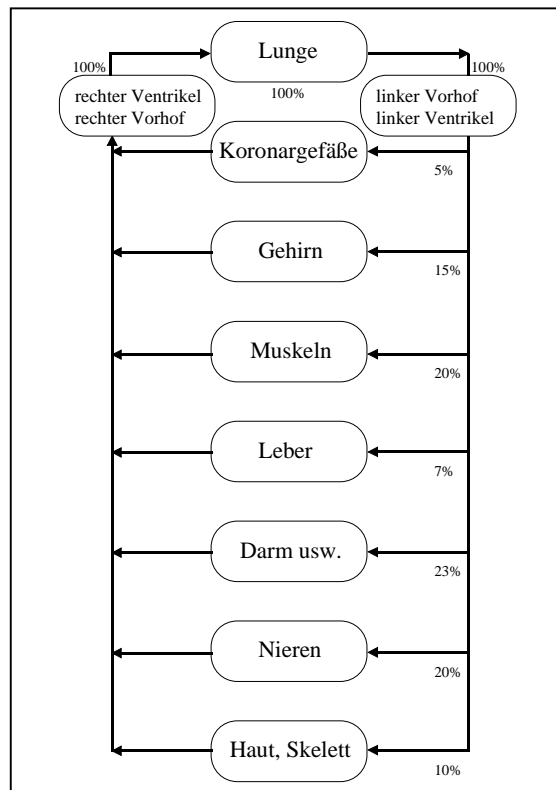 Lunge
100%
100%
100%
rechter Ventrikel
rechter Vorhof
linker Vorhof
linker Ventrikel
Koronargefäße
5%
Gehirn
15%
Muskeln
20%
Leber
7%
Darm usw.
23%
Nieren
20%
Haut, Skelett
10%